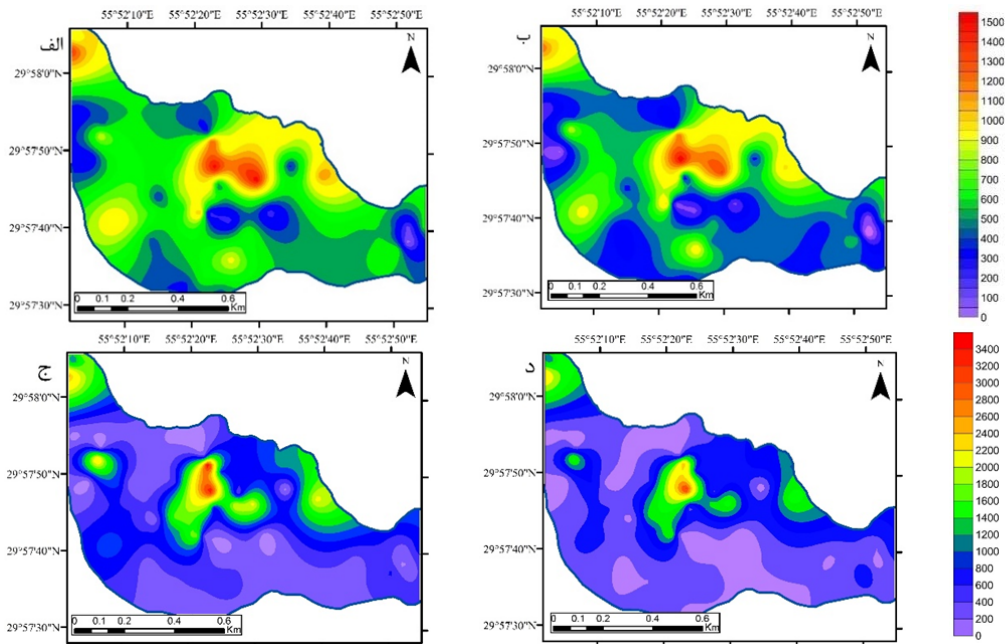 55°52'10"E 55°52'20"E 55°52'30"E 55°52'40"E 55°52'50"E
الف
N
29°58'0"N
29°57'50"N
29°57'40"N
29°57'30"N
0 0.1 0.2 0.4 0.6
Km
55°52'10"E 55°52'20"E 55°52'30"E 55°52'40"E 55°52'50"E
ب
N
29°58'0"N
29°57'50"N
29°57'40"N
29°57'30"N
0 0.1 0.2 0.4 0.6
Km
1500
1400
1300
1200
1100
1000
900
800
700
600
500
400
300
200
100
0
55°52'10"E 55°52'20"E 55°52'30"E 55°52'40"E 55°52'50"E
ج
N
29°58'0"N
29°57'50"N
29°57'40"N
29°57'30"N
0 0.1 0.2 0.4 0.6
Km
55°52'10"E 55°52'20"E 55°52'30"E 55°52'40"E 55°52'50"E
د
N
29°58'0"N
29°57'50"N
29°57'40"N
29°57'30"N
0 0.1 0.2 0.4 0.6
Km
3400
3200
3000
2800
2600
2400
2200
2000
1800
1600
1400
1200
1000
800
600
400
200
0